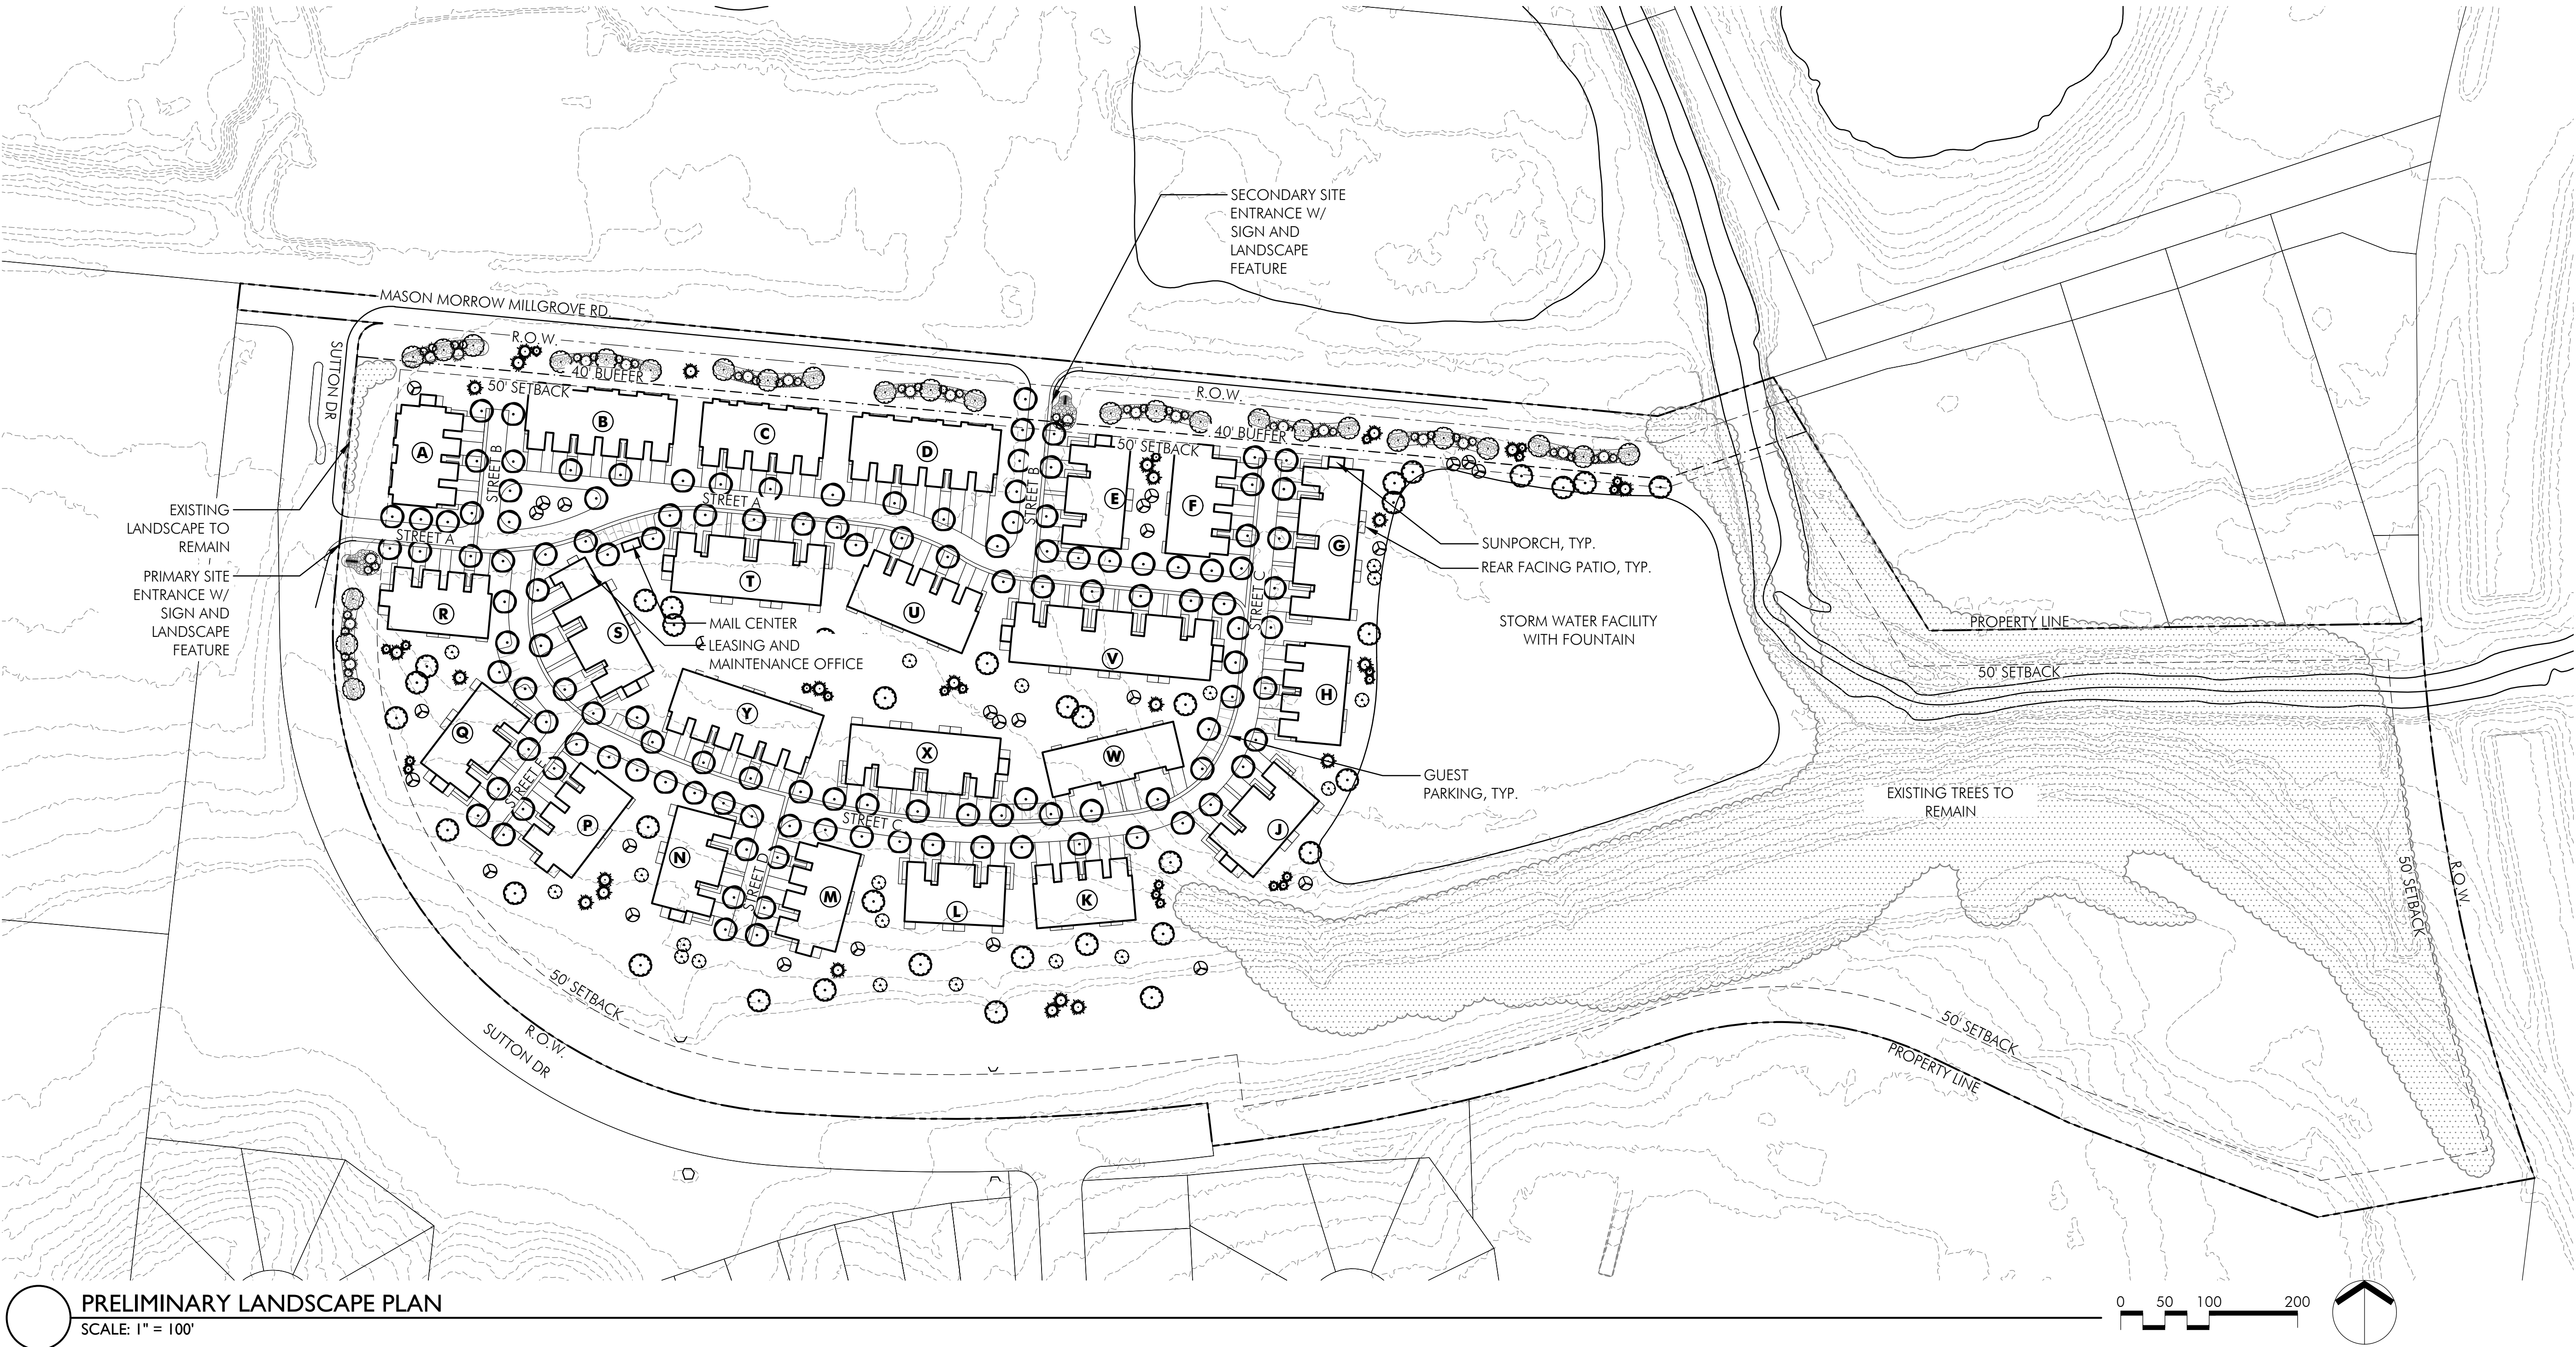 SECONDARY SITE
ENTRANCE W/
SIGN AND
LANDSCAPE
FEATURE
MASON MORROW MILLGROVE RD.
R.O.W.
SUTTON DR
40' BUFFER
50' SETBACK
R.O.W.
40' BUFFER
50' SETBACK
A
B
C
D
E
F
G
STREET B
STREET A
STREET B
EXISTING
LANDSCAPE TO
REMAIN
STREET A
PRIMARY SITE
ENTRANCE W/
SIGN AND
LANDSCAPE
FEATURE
SUNPORCH, TYP.
REAR FACING PATIO, TYP.
STREET C
R
S
T
U
V
H
MAIL CENTER
LEASING AND
MAINTENANCE OFFICE
STORM WATER FACILITY
WITH FOUNTAIN
PROPERTY LINE
50' SETBACK
Q
Y
X
W
GUEST
PARKING, TYP.
P
N
M
L
K
J
STREET C
STREET D
EXISTING TREES TO
REMAIN
50' SETBACK
R.O.W.
50' SETBACK
R.O.W.
SUTTON DR
50' SETBACK
PROPERTY LINE
PRELIMINARY LANDSCAPE PLAN
SCALE: 1" = 100'
0 50 100 200